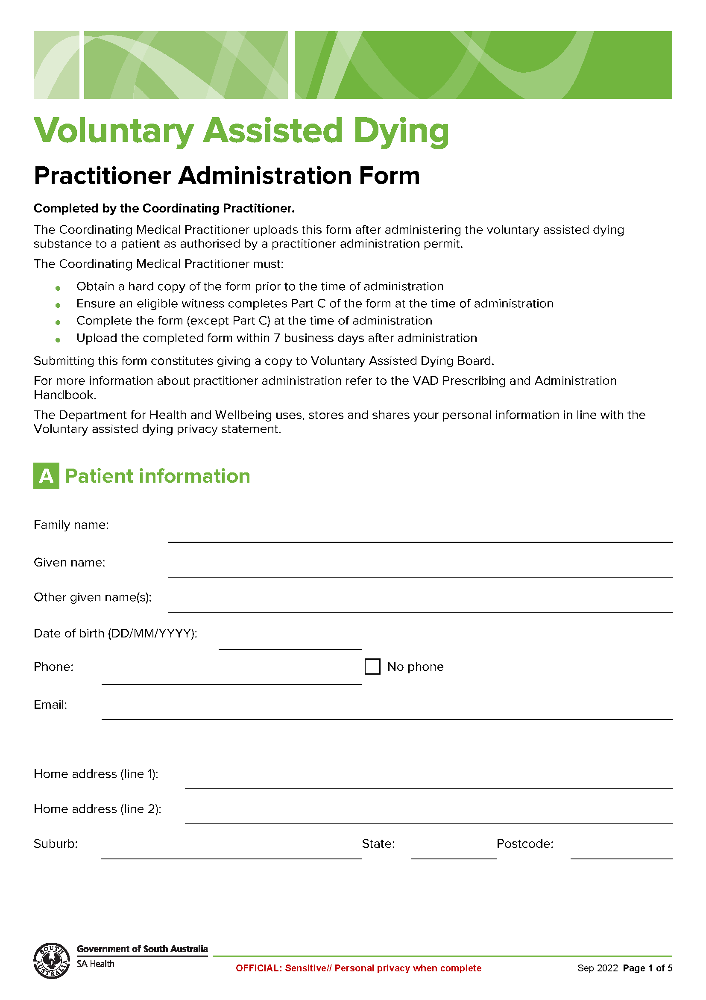 Voluntary Assisted Dying
Practitioner Administration Form
Completed by the Coordinating Practitioner.
The Coordinating Medical Practitioner uploads this form after administering the voluntary assisted dying
substance to a patient as authorised by a practitioner administration permit.
The Coordinating Medical Practitioner must:
• Obtain a hard copy of the form prior to the time of administration
• Ensure an eligible witness completes Part C of the form at the time of administration
• Complete the form (except Part C) at the time of administration
• Upload the completed form within 7 business days after administration
Submitting this form constitutes giving a copy to Voluntary Assisted Dying Board.
For more information about practitioner administration refer to the VAD Prescribing and Administration
Handbook.
The Department for Health and Wellbeing uses, stores and shares your personal information in line with the
Voluntary assisted dying privacy statement.
A Patient information
Family name:
Given name:
Other given name(s):
Date of birth (DD/MM/YYYY):
Phone: No phone
Email:
Home address (line 1):
Home address (line 2):
Suburb: State: Postcode:
SOUTH AUSTRALIA
Government of South Australia
SA Health
OFFICIAL: Sensitive// Personal privacy when complete
Sep 2022 Page 1 of 5